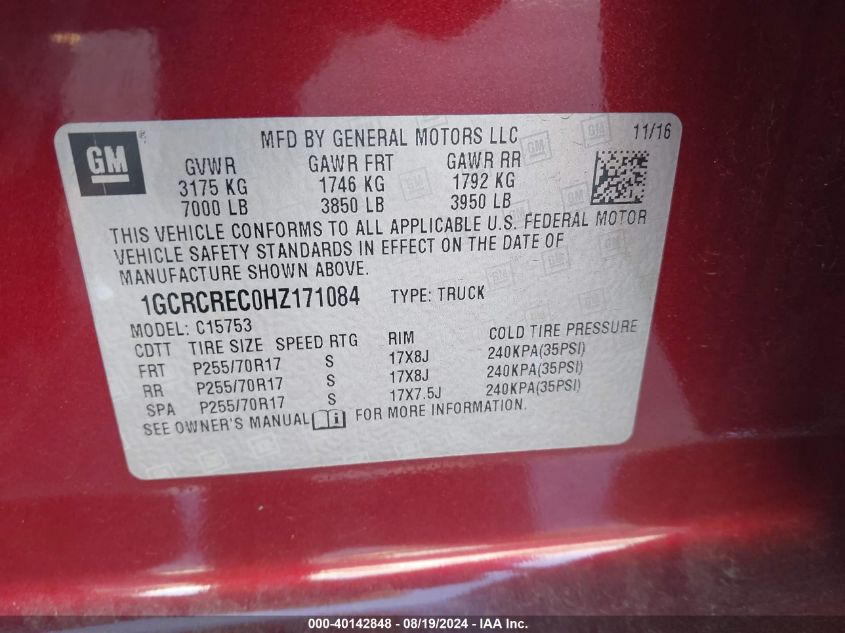 GM
MFD BY GENERAL MOTORS LLC 11/16
GVWR GAWR FRT GAWR RR
3175 KG 1746 KG 1792 KG
7000 LB 3850 LB 3950 LB
THIS VEHICLE CONFORMS TO ALL APPLICABLE U.S. FEDERAL MOTOR
VEHICLE SAFETY STANDARDS IN EFFECT ON THE DATE OF
MANUFACTURE SHOWN ABOVE.
1GCRCREC0HZ171084 TYPE: TRUCK
MODEL: C15753
CDTT TIRE SIZE SPEED RTG RIM COLD TIRE PRESSURE
FRT P255/70R17 S 17X8J 240KPA(35PSI)
RR P255/70R17 S 17X8J 240KPA(35PSI)
SPA P255/70R17 S 17X7.5J 240KPA(35PSI)
SEE OWNER'S MANUAL i FOR MORE INFORMATION.
000-40142848 - 08/19/2024 - IAA Inc.